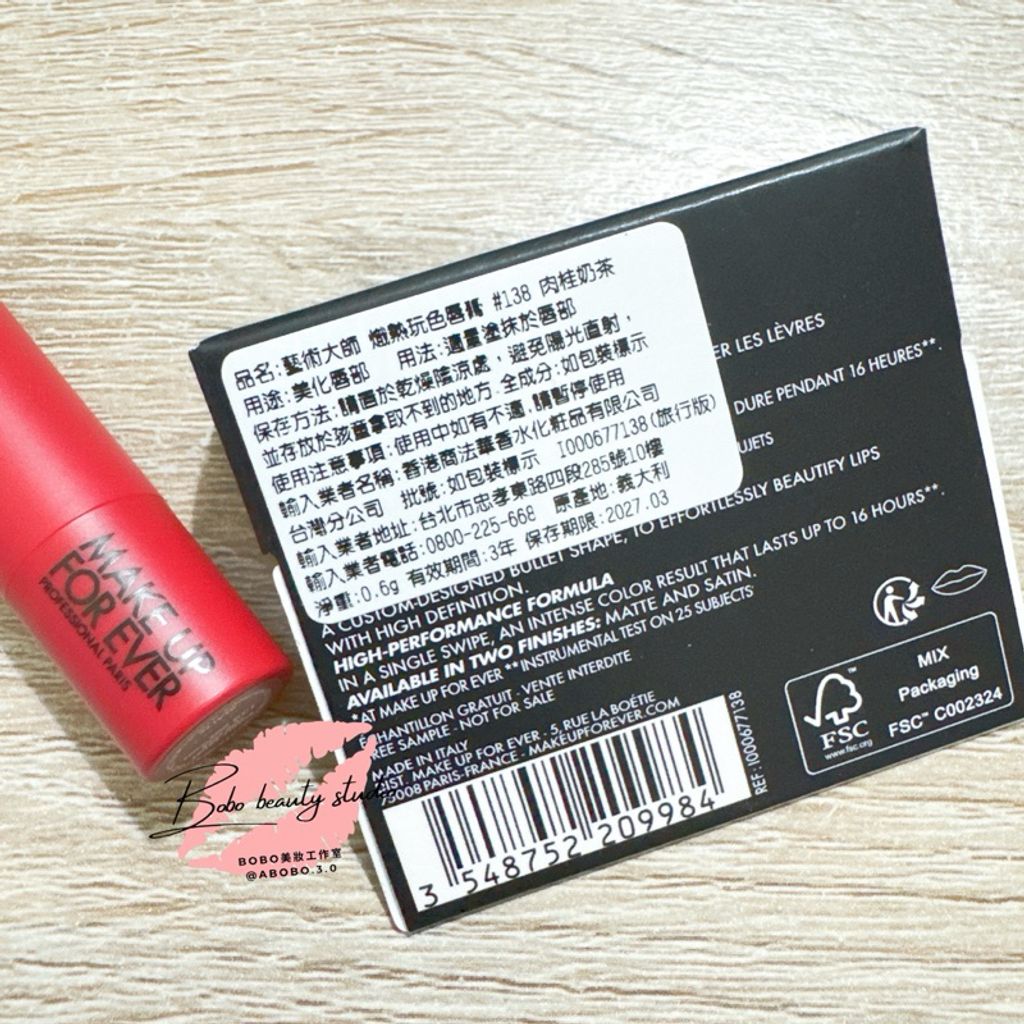 品名:藝術大師 熾熱玩色唇膏 #138 肉桂奶茶
用途:美化唇部 用法:適量塗抹於唇部
保存方法:請置於乾燥陰涼處,避免陽光直射,
並存放於孩童拿取不到的地方.全成分:如包裝標示
使用注意事項:使用中如有不適,請暫停使用
輸入業者名稱:香港商法華香水化粧品有限公司
台灣分公司 批號:如包裝標示 I000677138(旅行版)
輸入業者地址:台北市忠孝東路四段285號10樓
輸入業者電話:0800-225-668 原產地:義大利
淨重:0.6g 有效期間:3年 保存期限:2027.03
ER LES LÈVRES
DURE PENDANT 16 HEURES**.
UJETS
A CUSTOM-DESIGNED BULLET SHAPE, TO EFFORTLESSLY BEAUTIFY LIPS
WITH HIGH DEFINITION.
HIGH-PERFORMANCE FORMULA
IN A SINGLE SWIPE, AN INTENSE COLOR RESULT THAT LASTS UP TO 16 HOURS**.
AVAILABLE IN TWO FINISHES: MATTE AND SATIN.
*AT MAKE UP FOR EVER **INSTRUMENTAL TEST ON 25 SUBJECTS
ÉCHANTILLON GRATUIT - VENTE INTERDITE
FREE SAMPLE - NOT FOR SALE
MADE IN ITALY
DIST. MAKE UP FOR EVER - 5, RUE LA BOÉTIE
75008 PARIS-FRANCE - MAKEUPFOREVER.COM
REF: I000677138
3 548752 209984
FSC™
www.fsc.org
MIX
Packaging
FSC™ C002324
MAKE UP
FOR EVER
PROFESSIONAL PARIS
Bobo beauty studio
BOBO美妝工作室
@ABOBO.3.0